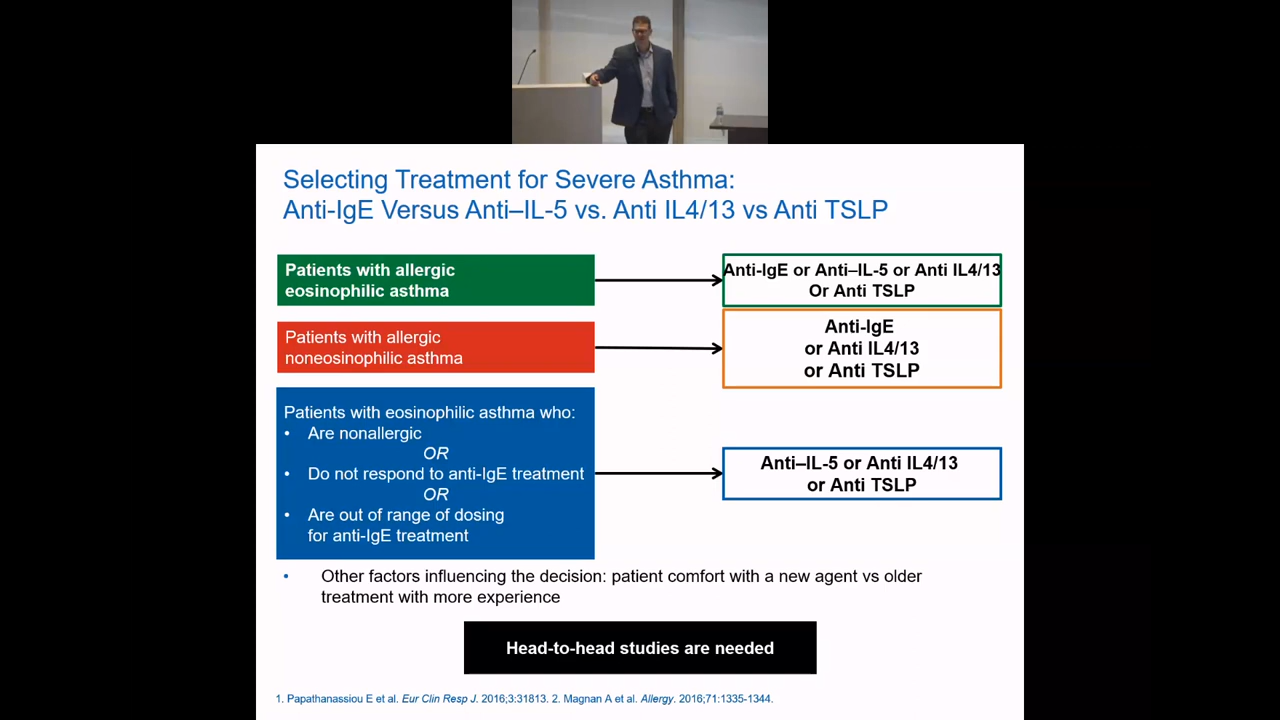 Selecting Treatment for Severe Asthma:
Anti-IgE Versus Anti–IL-5 vs. Anti IL4/13 vs Anti TSLP
Patients with allergic
eosinophilic asthma
Anti-IgE or Anti–IL-5 or Anti IL4/13
Or Anti TSLP
Patients with allergic
noneosinophilic asthma
Anti-IgE
or Anti IL4/13
or Anti TSLP
Patients with eosinophilic asthma who:
• Are nonallergic
OR
• Do not respond to anti-IgE treatment
OR
• Are out of range of dosing
for anti-IgE treatment
Anti–IL-5 or Anti IL4/13
or Anti TSLP
• Other factors influencing the decision: patient comfort with a new agent vs older
treatment with more experience
Head-to-head studies are needed
1. Papathanassiou E et al. Eur Clin Resp J. 2016;3:31813. 2. Magnan A et al. Allergy. 2016;71:1335-1344.